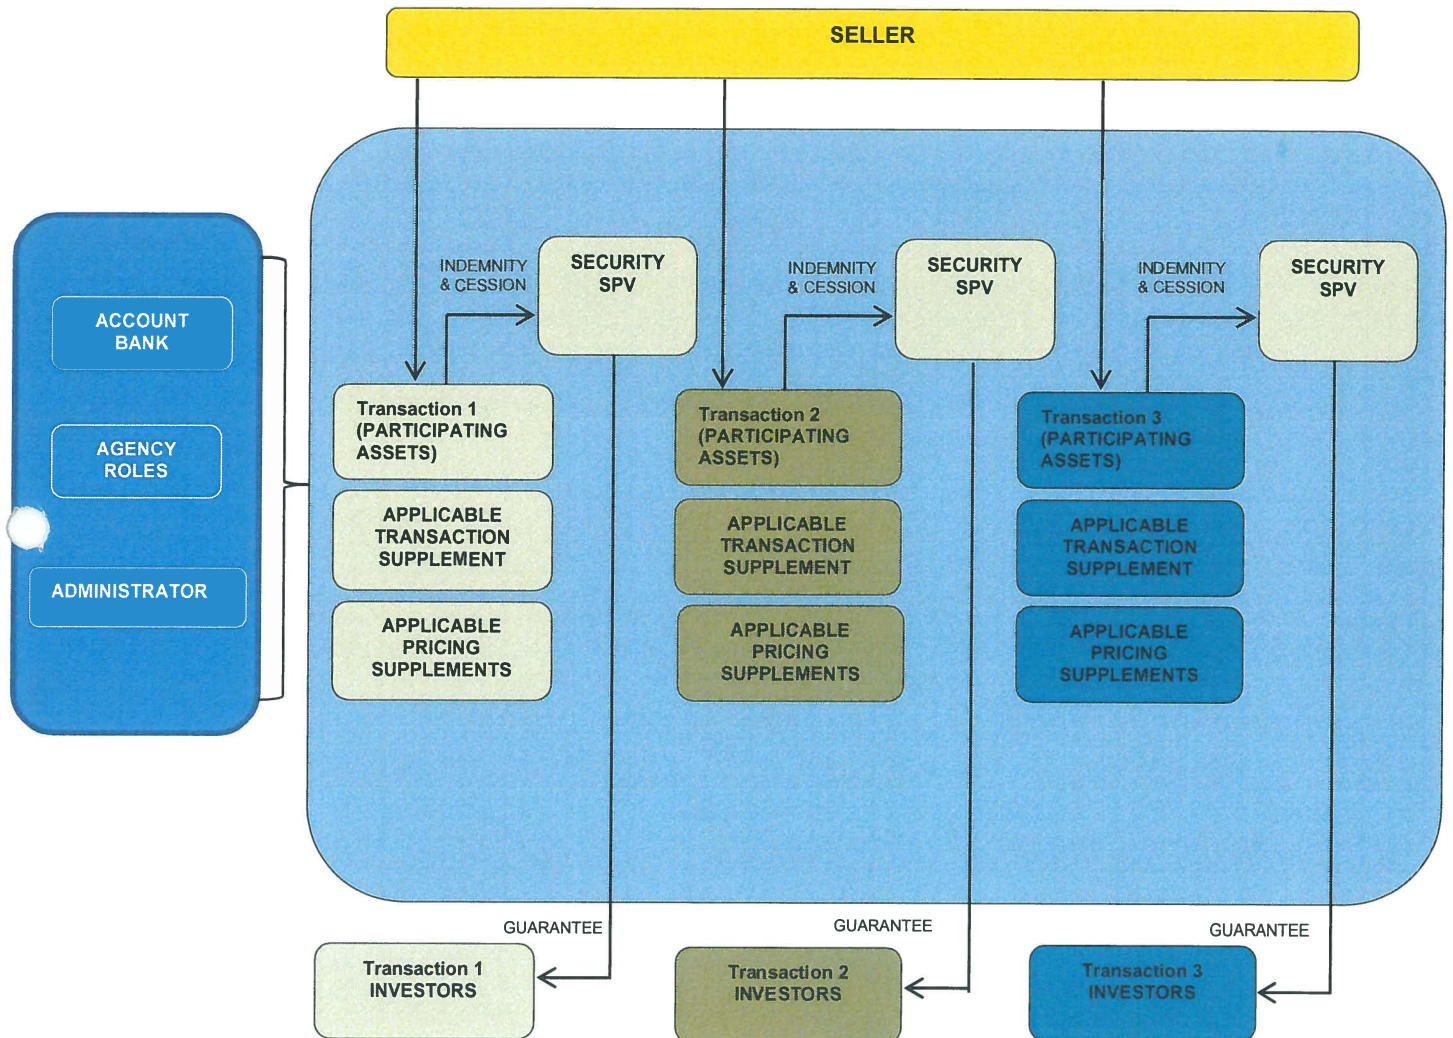 SELLER
INDEMNITY
& CESSION
SECURITY
SPV
INDEMNITY
& CESSION
SECURITY
SPV
INDEMNITY
& CESSION
SECURITY
SPV
ACCOUNT
BANK
AGENCY
ROLES
ADMINISTRATOR
Transaction 1
(PARTICIPATING
ASSETS)
Transaction 2
(PARTICIPATING
ASSETS)
Transaction 3
(PARTICIPATING
ASSETS)
APPLICABLE
TRANSACTION
SUPPLEMENT
APPLICABLE
TRANSACTION
SUPPLEMENT
APPLICABLE
TRANSACTION
SUPPLEMENT
APPLICABLE
PRICING
SUPPLEMENTS
APPLICABLE
PRICING
SUPPLEMENTS
APPLICABLE
PRICING
SUPPLEMENTS
GUARANTEE
GUARANTEE
GUARANTEE
Transaction 1
INVESTORS
Transaction 2
INVESTORS
Transaction 3
INVESTORS